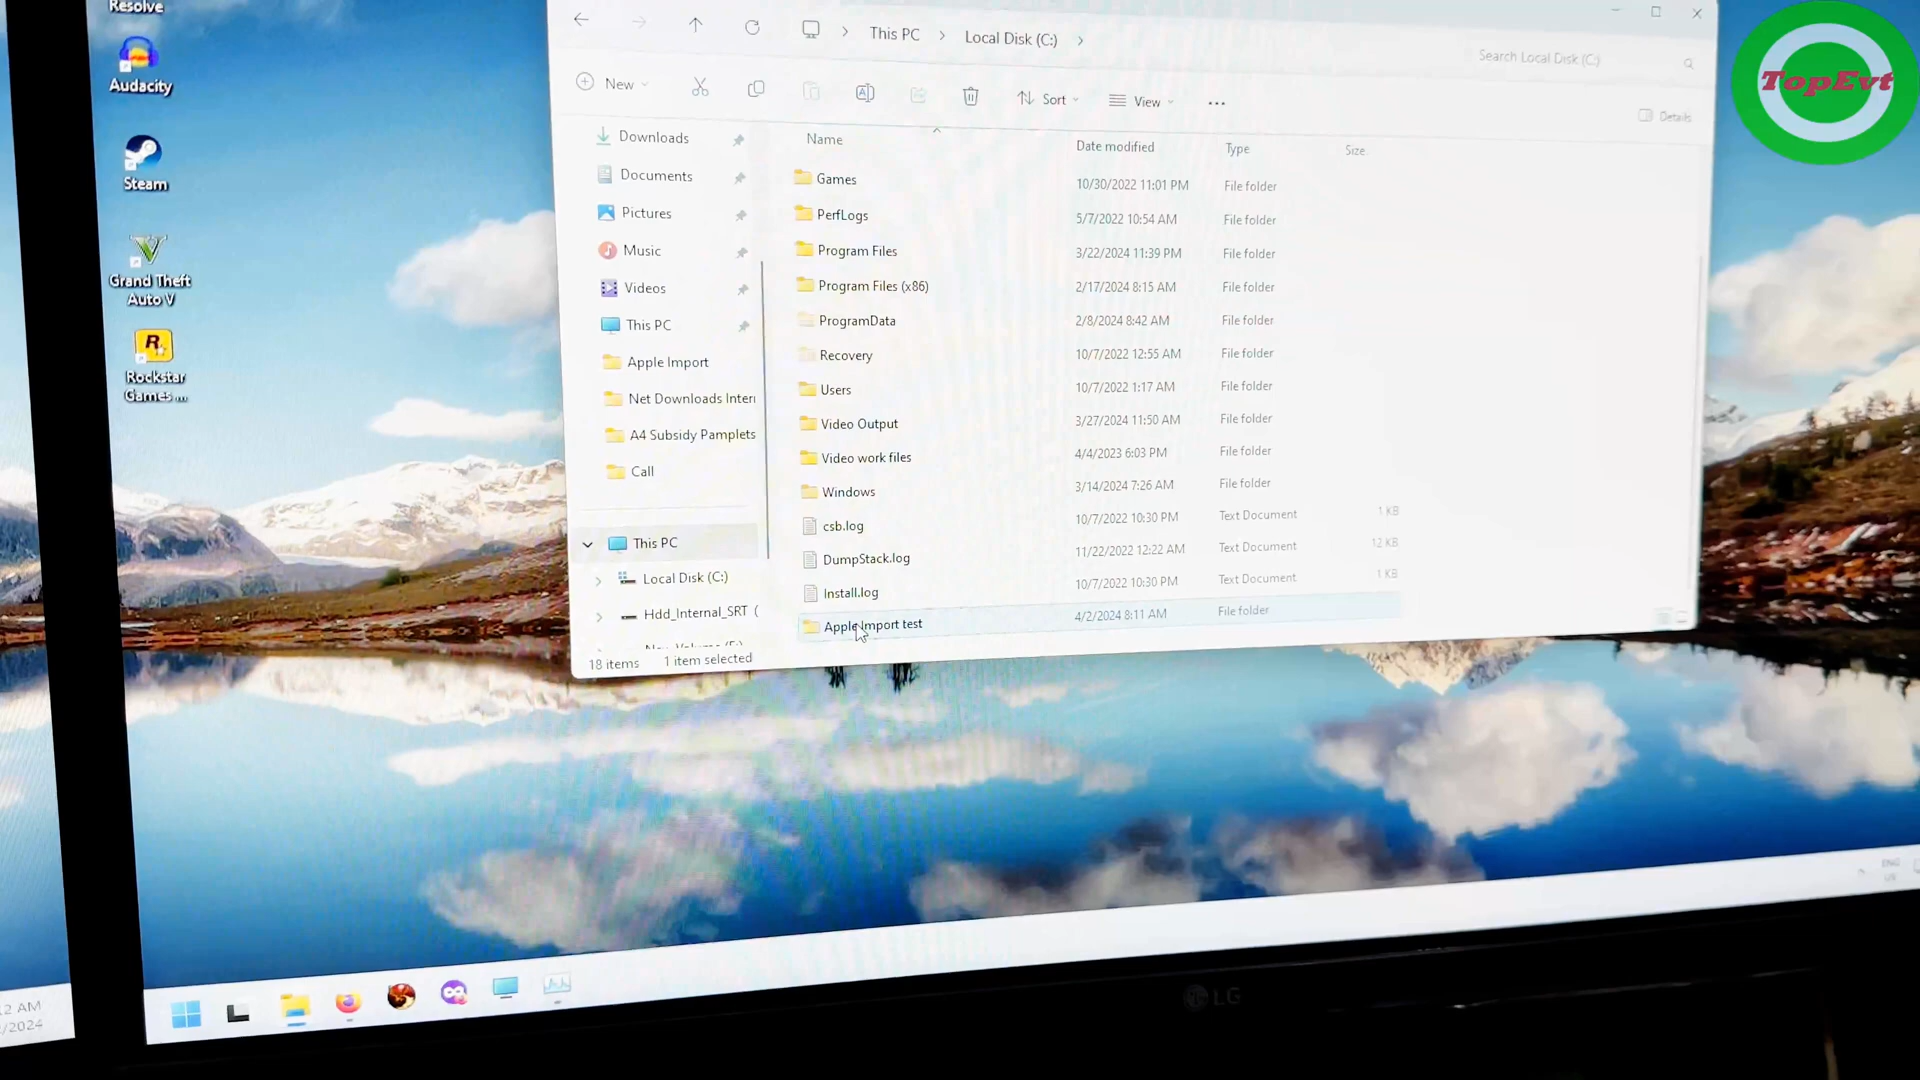 Resolve
Audacity
Steam
Grand Theft
Auto V
Rockstar
Games ...
This PC
Local Disk (C:)
Search Local Disk (C:)
New
Sort
View
...
Details
Downloads
Documents
Pictures
Music
Videos
This PC
Apple Import
Net Downloads Inter
A4 Subsidy Pamplets
Call
This PC
Local Disk (C:)
Hdd_Internal_SRT (
18 items 1 item selected
Name Date modified Type Size
Games 10/30/2022 11:01 PM File folder
PerfLogs 5/7/2022 10:54 AM File folder
Program Files 3/22/2024 11:39 PM File folder
Program Files (x86) 2/17/2024 8:15 AM File folder
ProgramData 2/8/2024 8:42 AM File folder
Recovery 10/7/2022 12:55 AM File folder
Users 10/7/2022 1:17 AM File folder
Video Output 3/27/2024 11:50 AM File folder
Video work files 4/4/2023 6:03 PM File folder
Windows 3/14/2024 7:26 AM File folder
csb.log 10/7/2022 10:30 PM Text Document 1 KB
DumpStack.log 11/22/2022 12:22 AM Text Document 12 KB
Install.log 10/7/2022 10:30 PM Text Document 1 KB
Apple Import test 4/2/2024 8:11 AM File folder
TopEvt
2 AM
/2024
ENG
LG